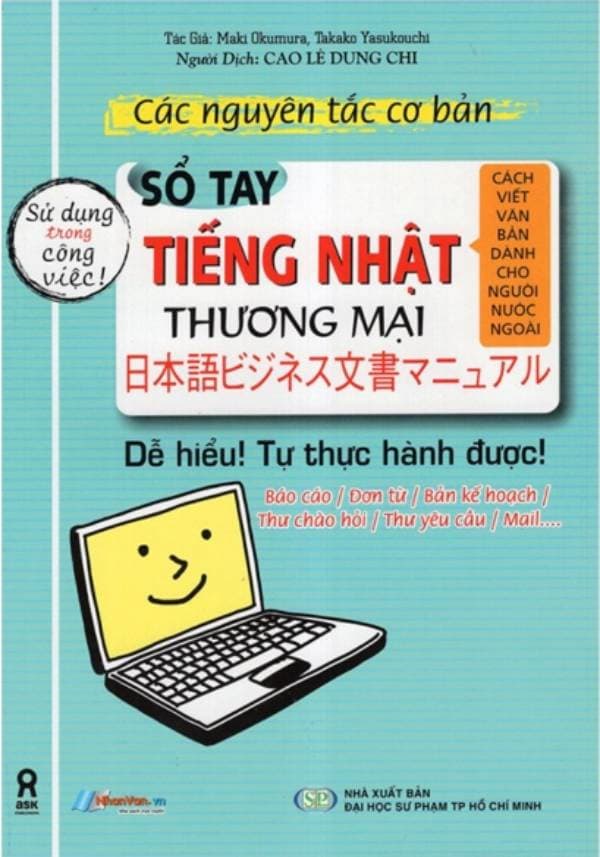 Tác Giả: Maki Okumura, Takako Yasukouchi
Người Dịch: CAO LÊ DUNG CHI
Các nguyên tắc cơ bản
Sử dụng
trong
công
việc!
SỔ TAY
TIẾNG NHẬT
THƯƠNG MẠI
日本語ビジネス文書マニュアル
CÁCH
VIẾT
VĂN
BẢN
DÀNH
CHO
NGƯỜI
NƯỚC
NGOÀI
Dễ hiểu! Tự thực hành được!
Báo cáo / Đơn từ / Bản kế hoạch /
Thư chào hỏi / Thư yêu cầu / Mail....
ask
NhanVan.vn
NHÀ XUẤT BẢN
ĐẠI HỌC SƯ PHẠM TP HỒ CHÍ MINH